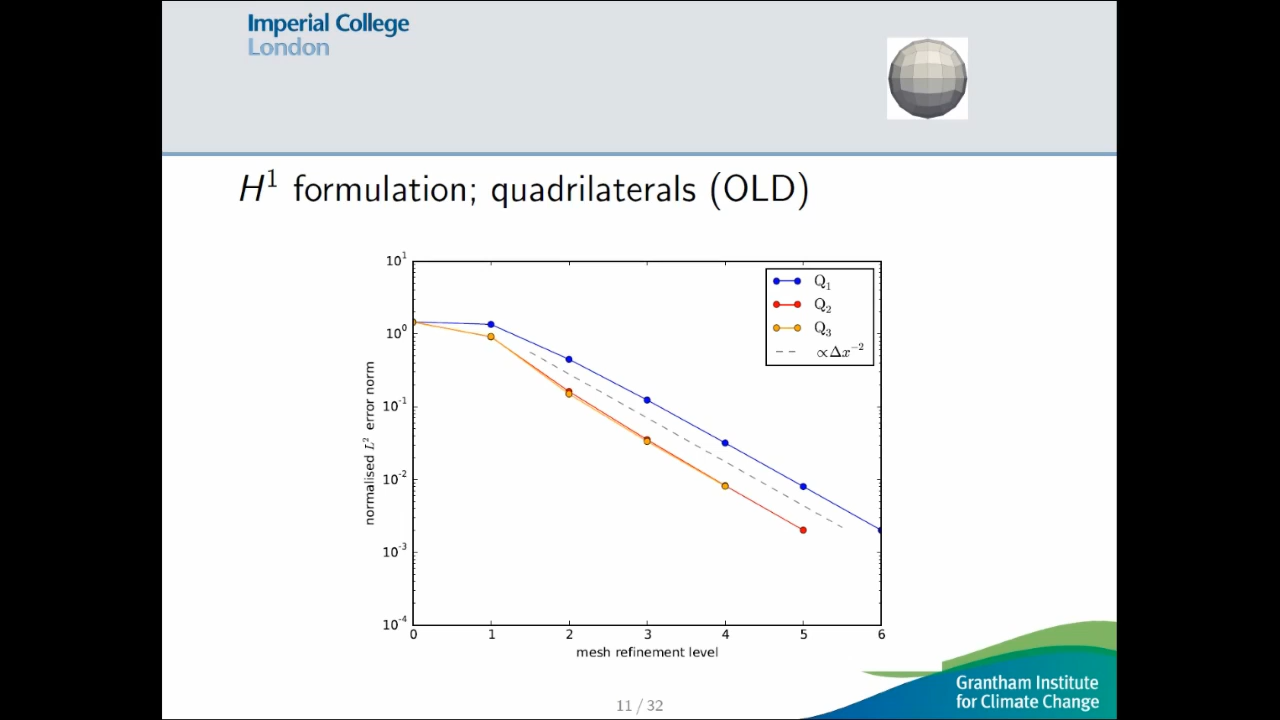 Imperial College
London
H¹ formulation; quadrilaterals (OLD)
10¹
10⁰
10⁻¹
10⁻²
10⁻³
10⁻⁴
normalised L² error norm
Q₁
Q₂
Q₃
∝Δx⁻²
0 1 2 3 4 5 6
mesh refinement level
Grantham Institute
for Climate Change
11 / 32